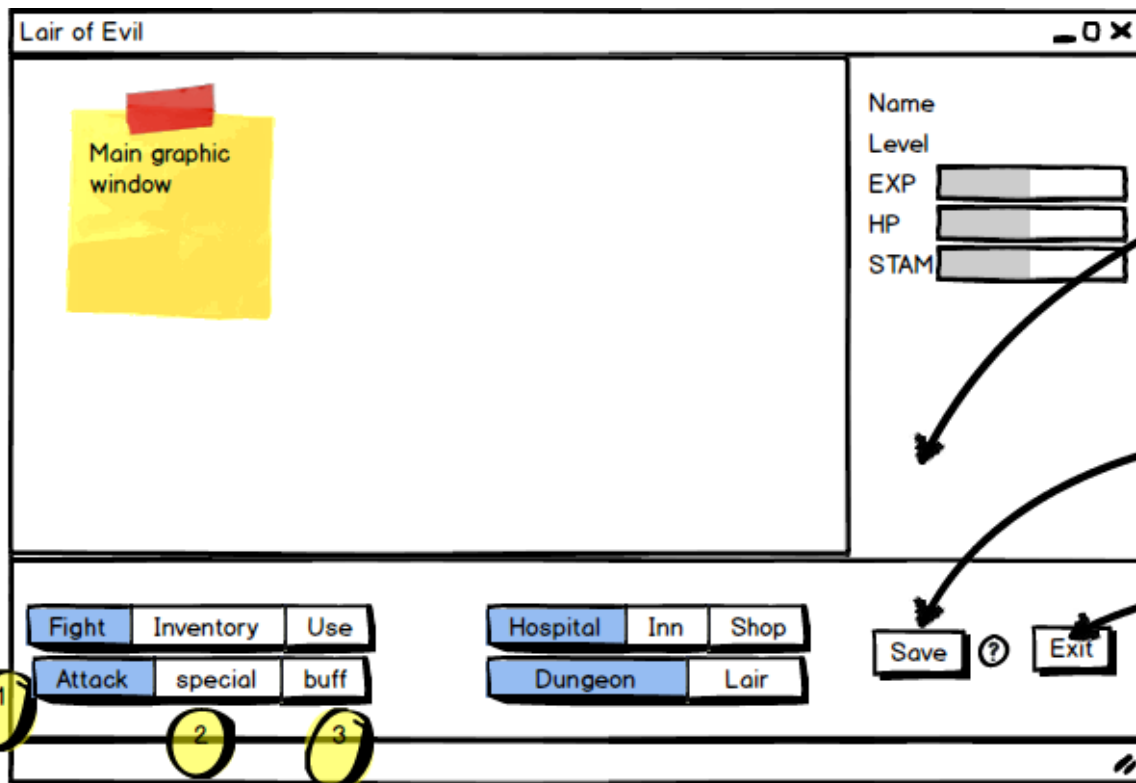 Lair of Evil
Main graphic
window
Name
Level
EXP
HP
STAM
Fight Inventory Use
Attack special buff
Hospital Inn Shop
Dungeon Lair
Save ? Exit
1
2
3